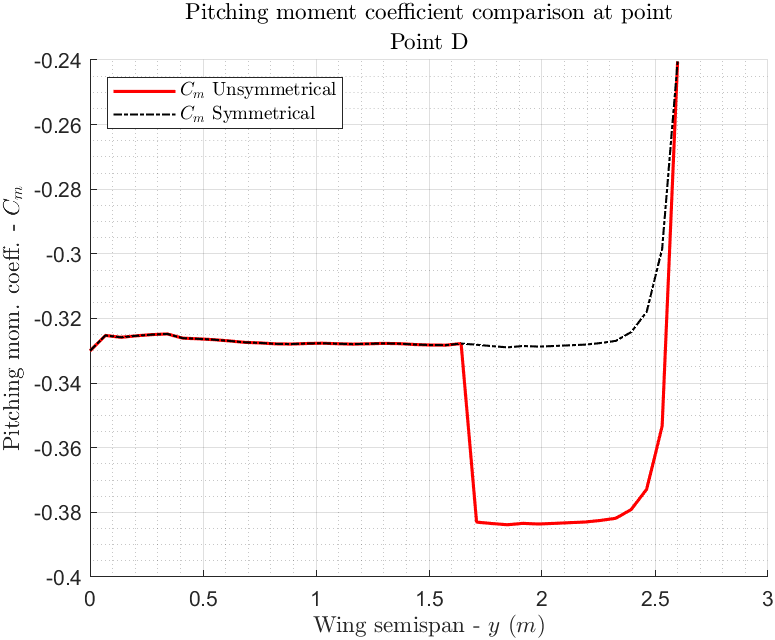 Pitching moment coefficient comparison at point
Point D
C_m Unsymmetrical
C_m Symmetrical
-0.24
-0.26
-0.28
-0.3
-0.32
-0.34
-0.36
-0.38
-0.4
Pitching mom. coeff. - C_m
0 0.5 1 1.5 2 2.5 3
Wing semispan - y (m)